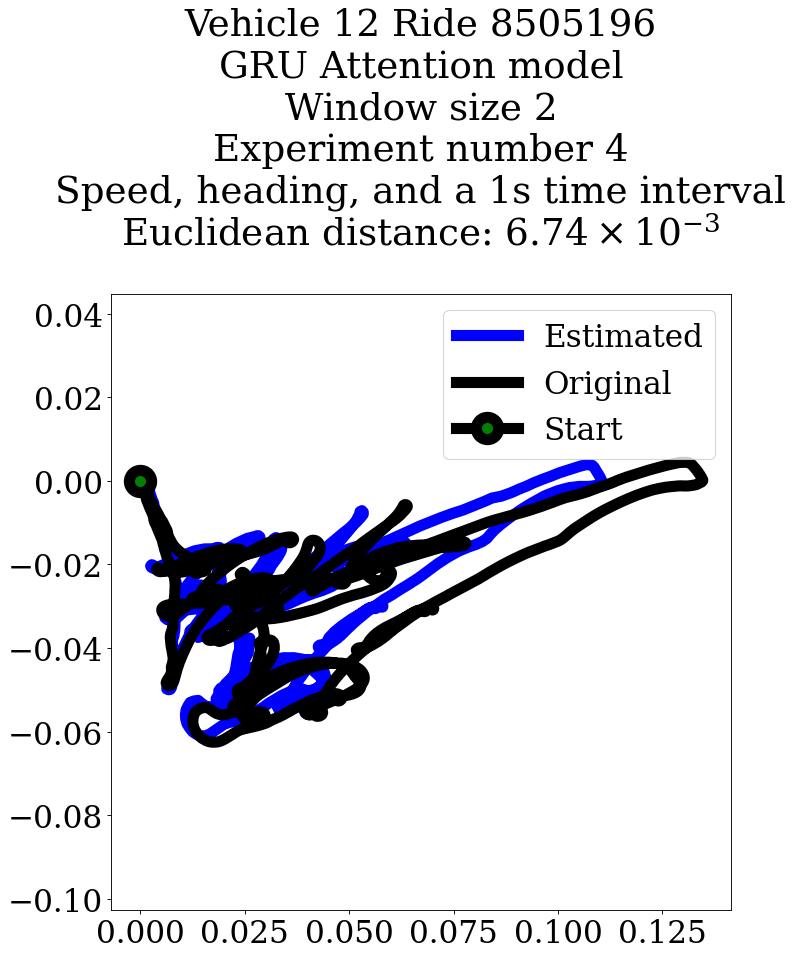 Vehicle 12 Ride 8505196
GRU Attention model
Window size 2
Experiment number 4
Speed, heading, and a 1s time interval
Euclidean distance: 6.74 × 10⁻³
Estimated
Original
Start
0.04
0.02
0.00
−0.02
−0.04
−0.06
−0.08
−0.10
0.000 0.025 0.050 0.075 0.100 0.125